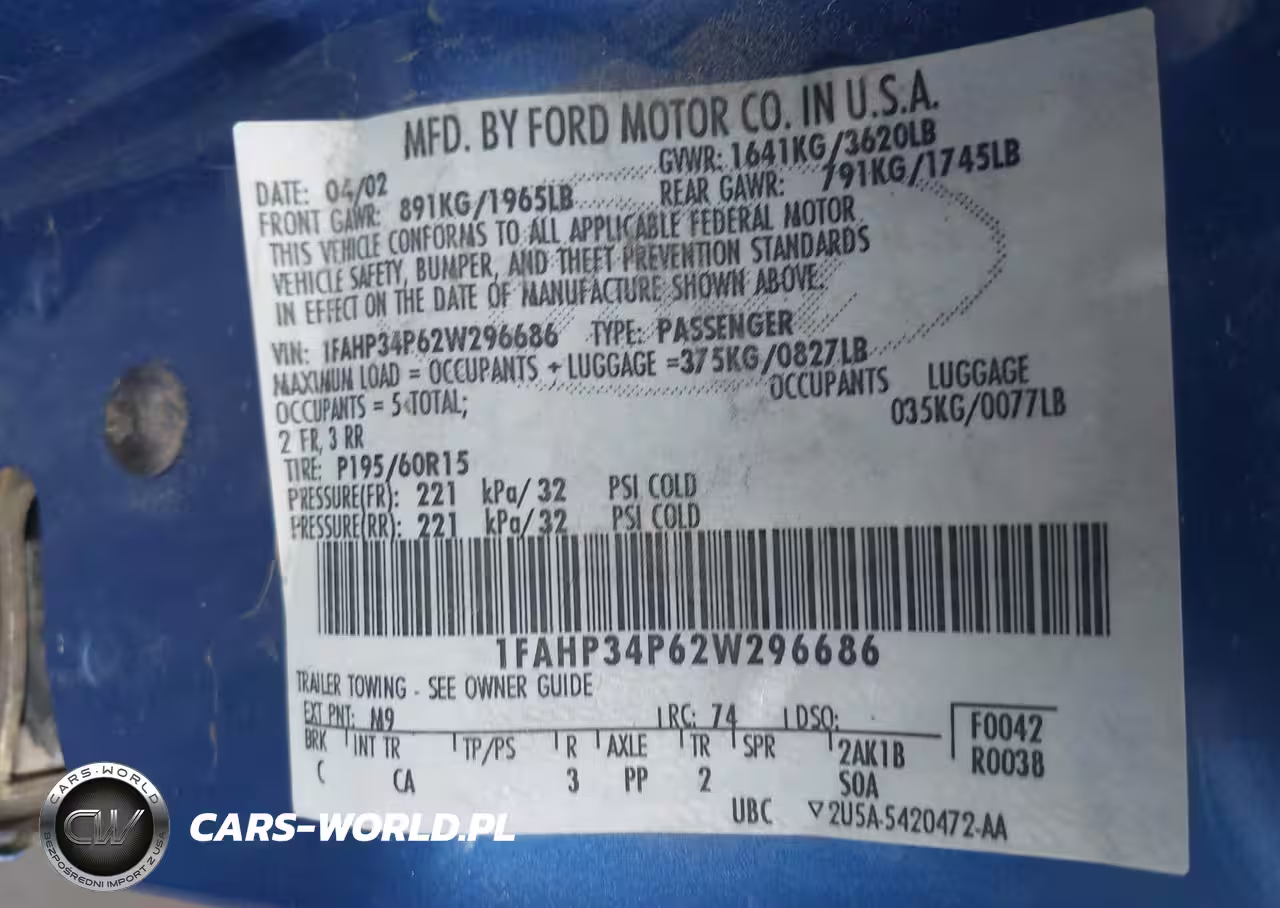 MFD. BY FORD MOTOR CO. IN U.S.A.
DATE: 04/02 GVWR: 1641KG/3620LB
FRONT GAWR: 891KG/1965LB REAR GAWR: 791KG/1745LB
THIS VEHICLE CONFORMS TO ALL APPLICABLE FEDERAL MOTOR
VEHICLE SAFETY, BUMPER, AND THEFT PREVENTION STANDARDS
IN EFFECT ON THE DATE OF MANUFACTURE SHOWN ABOVE.
VIN: 1FAHP34P62W296686 TYPE: PASSENGER
MAXIMUM LOAD = OCCUPANTS + LUGGAGE =375KG/0827LB
OCCUPANTS = 5 TOTAL; OCCUPANTS LUGGAGE
2 FR, 3 RR 035KG/0077LB
TIRE: P195/60R15
PRESSURE(FR): 221 kPa/ 32 PSI COLD
PRESSURE(RR): 221 kPa/ 32 PSI COLD
1FAHP34P62W296686
TRAILER TOWING - SEE OWNER GUIDE
EXT PNT: M9 RC: 74 DSO: F0042
BRK INT TR TP/PS R AXLE TR SPR 2AK1B R0038
C CA 3 PP 2 S0A
UBC ▽2U5A-5420472-AA
CARS-WORLD
CW
BEZPOŚREDNI IMPORT Z USA
CARS-WORLD.PL